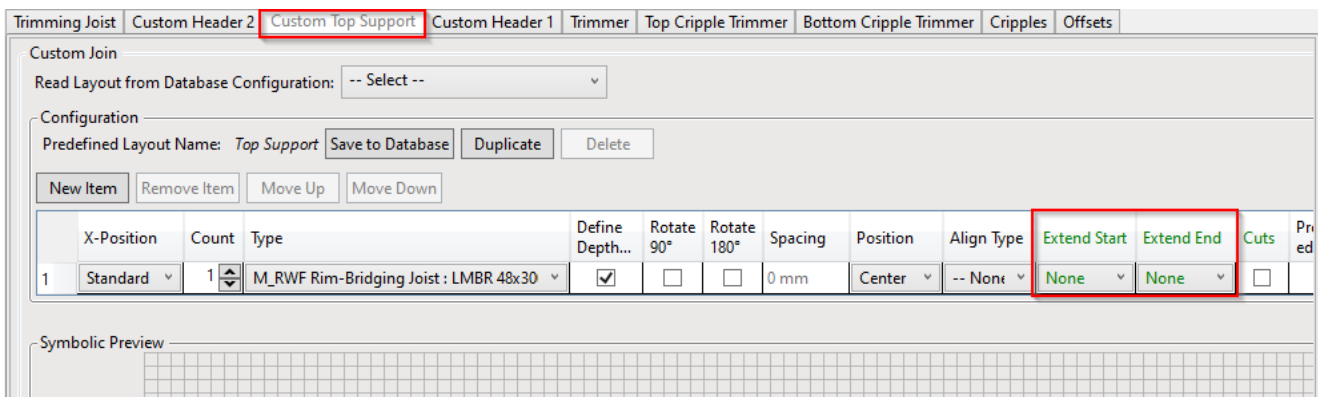 Trimming Joist Custom Header 2 Custom Top Support Custom Header 1 Trimmer Top Cripple Trimmer Bottom Cripple Trimmer Cripples Offsets
Custom Join
Read Layout from Database Configuration: -- Select --
Configuration
Predefined Layout Name: Top Support Save to Database Duplicate Delete
New Item Remove Item Move Up Move Down
X-Position Count Type Define Depth... Rotate 90° Rotate 180° Spacing Position Align Type Extend Start Extend End Cuts
1 Standard 1 M_RWF Rim-Bridging Joist : LMBR 48x30 0 mm Center -- None None None
Symbolic Preview